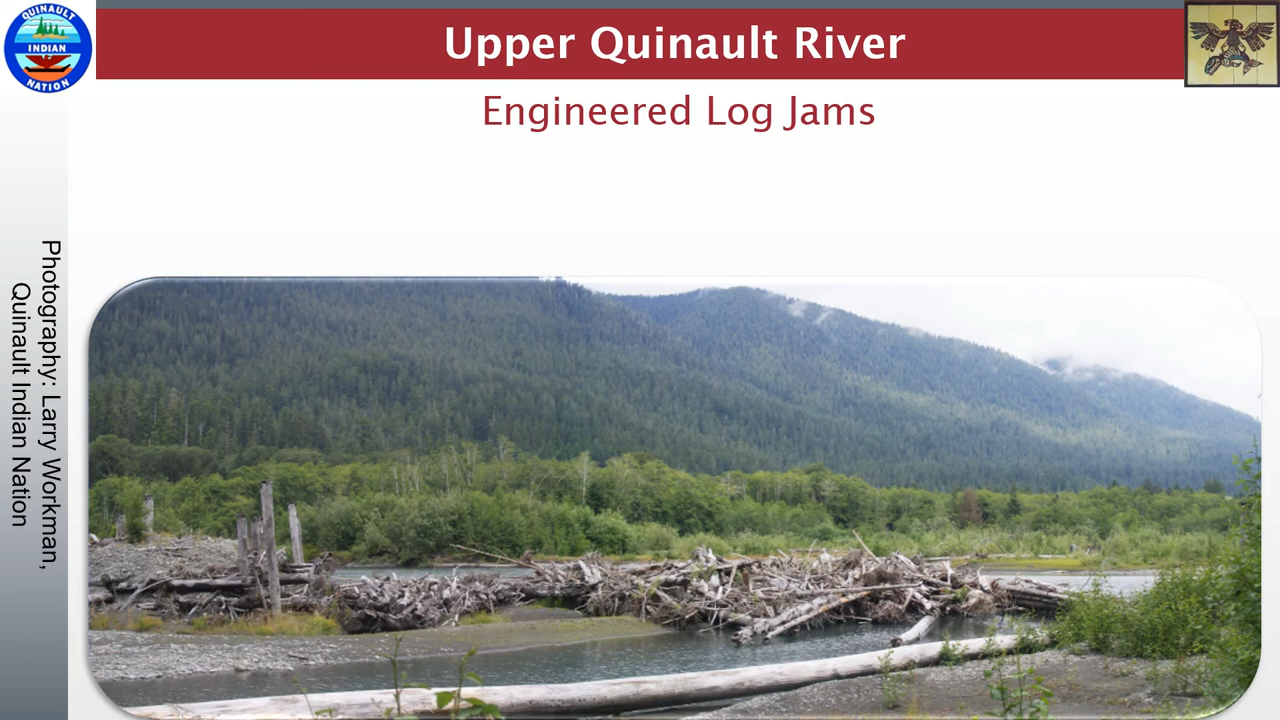 QUINAULT
INDIAN
NATION
Upper Quinault River
Engineered Log Jams
Photography: Larry Workman,
Quinault Indian Nation